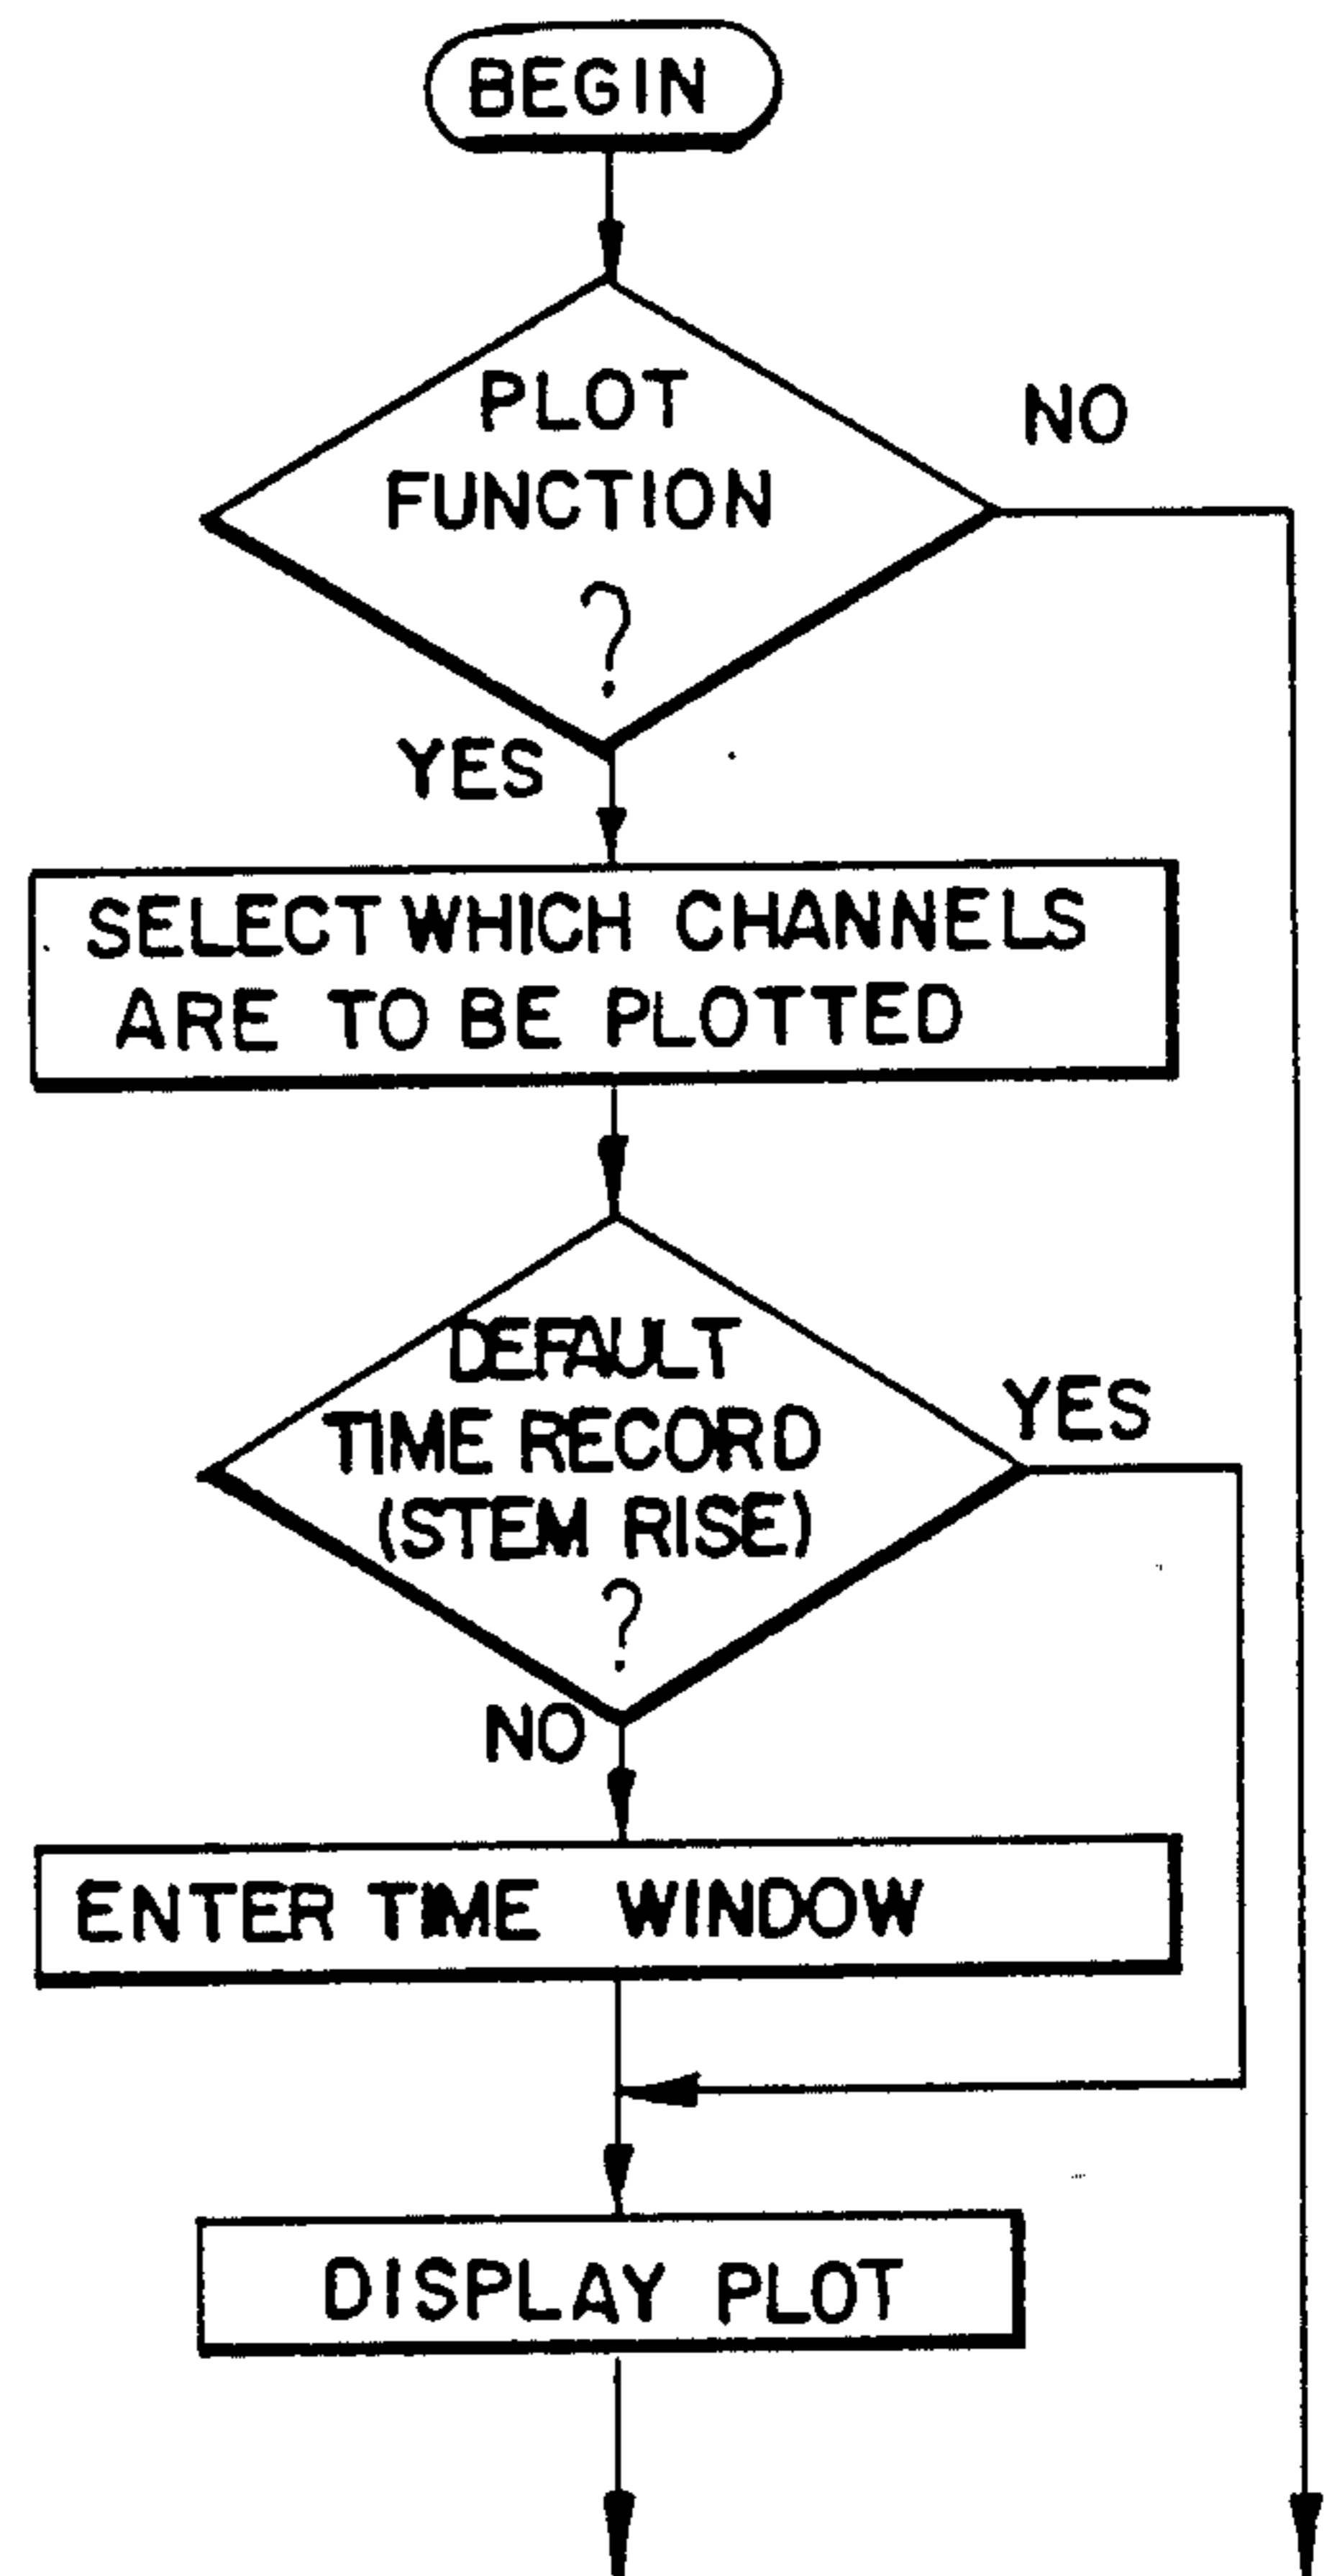 BEGIN
PLOT
FUNCTION
?
NO
YES
SELECT WHICH CHANNELS
ARE TO BE PLOTTED
DEFAULT
TIME RECORD
(STEM RISE)
?
YES
NO
ENTER TIME WINDOW
DISPLAY PLOT